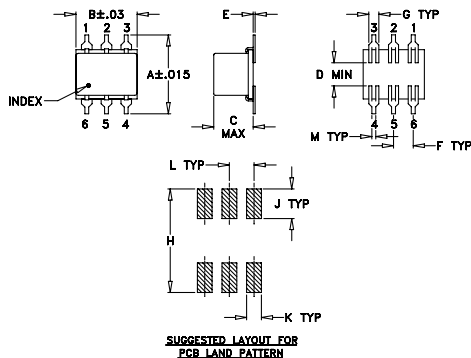 B±.03
E
G TYP
1 2 3
3 2 1
A±.015
D MIN
INDEX
C
MAX
6 5 4
4 5 6
M TYP
F TYP
L TYP
J TYP
H
K TYP
SUGGESTED LAYOUT FOR
PCB LAND PATTERN